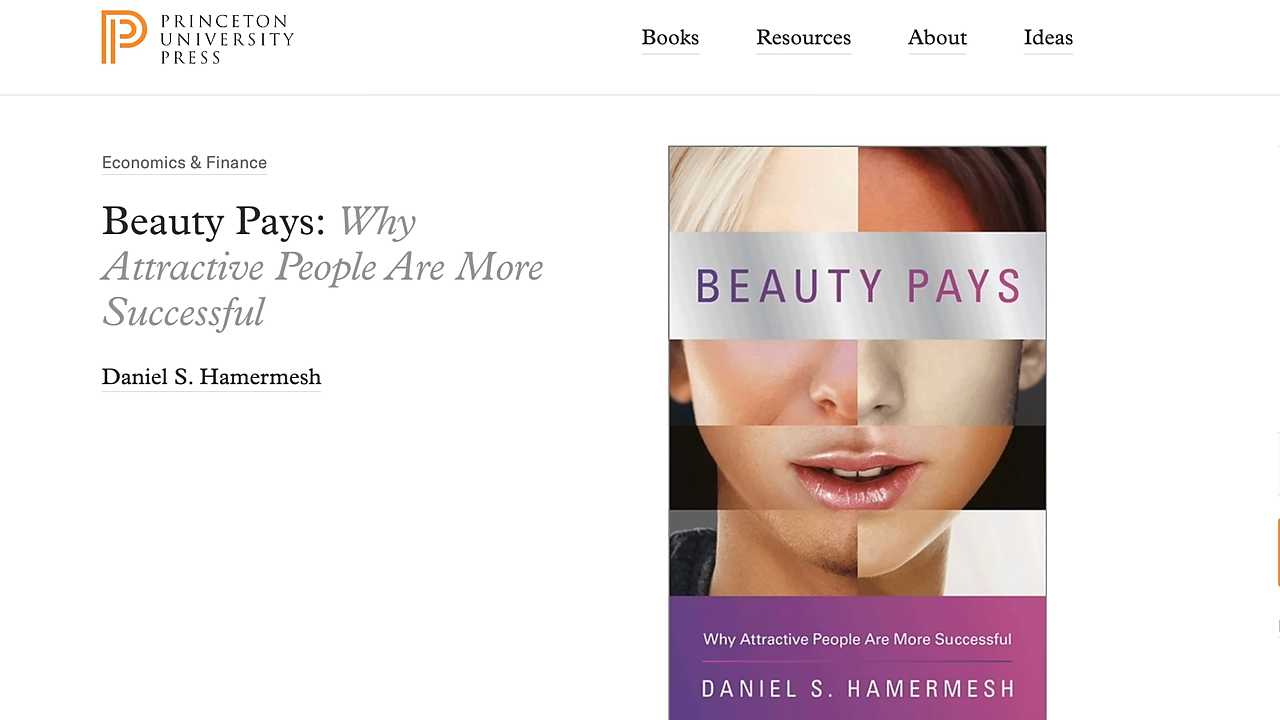 PRINCETON
UNIVERSITY
PRESS
Books
Resources
About
Ideas
Economics & Finance
Beauty Pays: Why
Attractive People Are More
Successful
Daniel S. Hamermesh
BEAUTY PAYS
Why Attractive People Are More Successful
DANIEL S. HAMERMESH